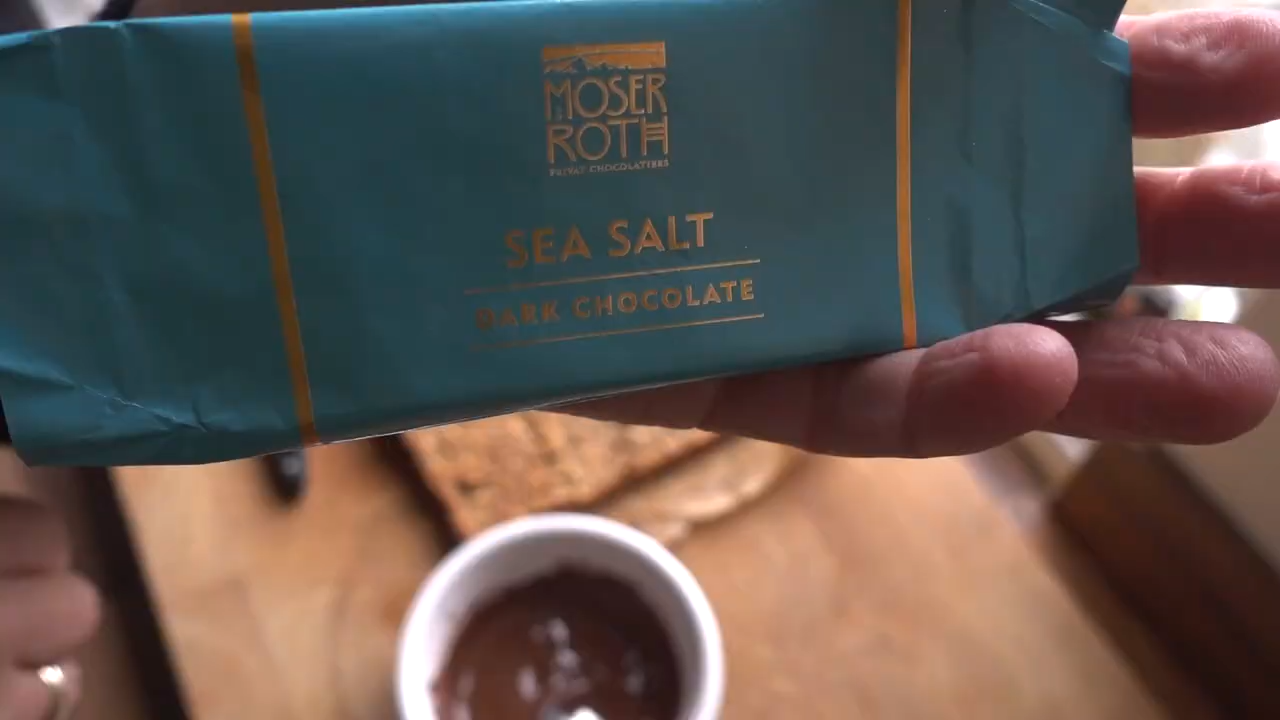 MOSER
ROTH
PRIVAT CHOCOLATIERS
SEA SALT
DARK CHOCOLATE